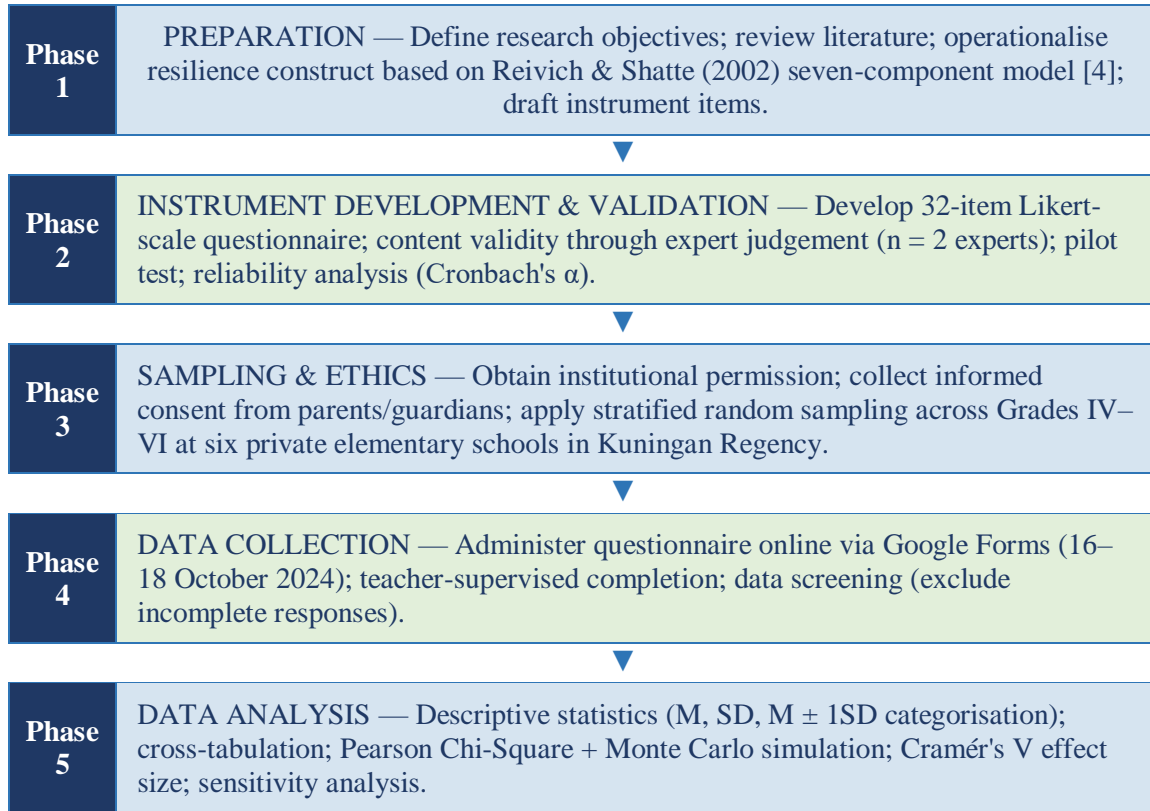 Phase
1
PREPARATION — Define research objectives; review literature; operationalise
resilience construct based on Reivich & Shatte (2002) seven-component model [4];
draft instrument items.
Phase
2
INSTRUMENT DEVELOPMENT & VALIDATION — Develop 32-item Likert-
scale questionnaire; content validity through expert judgement (n = 2 experts); pilot
test; reliability analysis (Cronbach's α).
Phase
3
SAMPLING & ETHICS — Obtain institutional permission; collect informed
consent from parents/guardians; apply stratified random sampling across Grades IV–
VI at six private elementary schools in Kuningan Regency.
Phase
4
DATA COLLECTION — Administer questionnaire online via Google Forms (16–
18 October 2024); teacher-supervised completion; data screening (exclude
incomplete responses).
Phase
5
DATA ANALYSIS — Descriptive statistics (M, SD, M ± 1SD categorisation);
cross-tabulation; Pearson Chi-Square + Monte Carlo simulation; Cramér's V effect
size; sensitivity analysis.